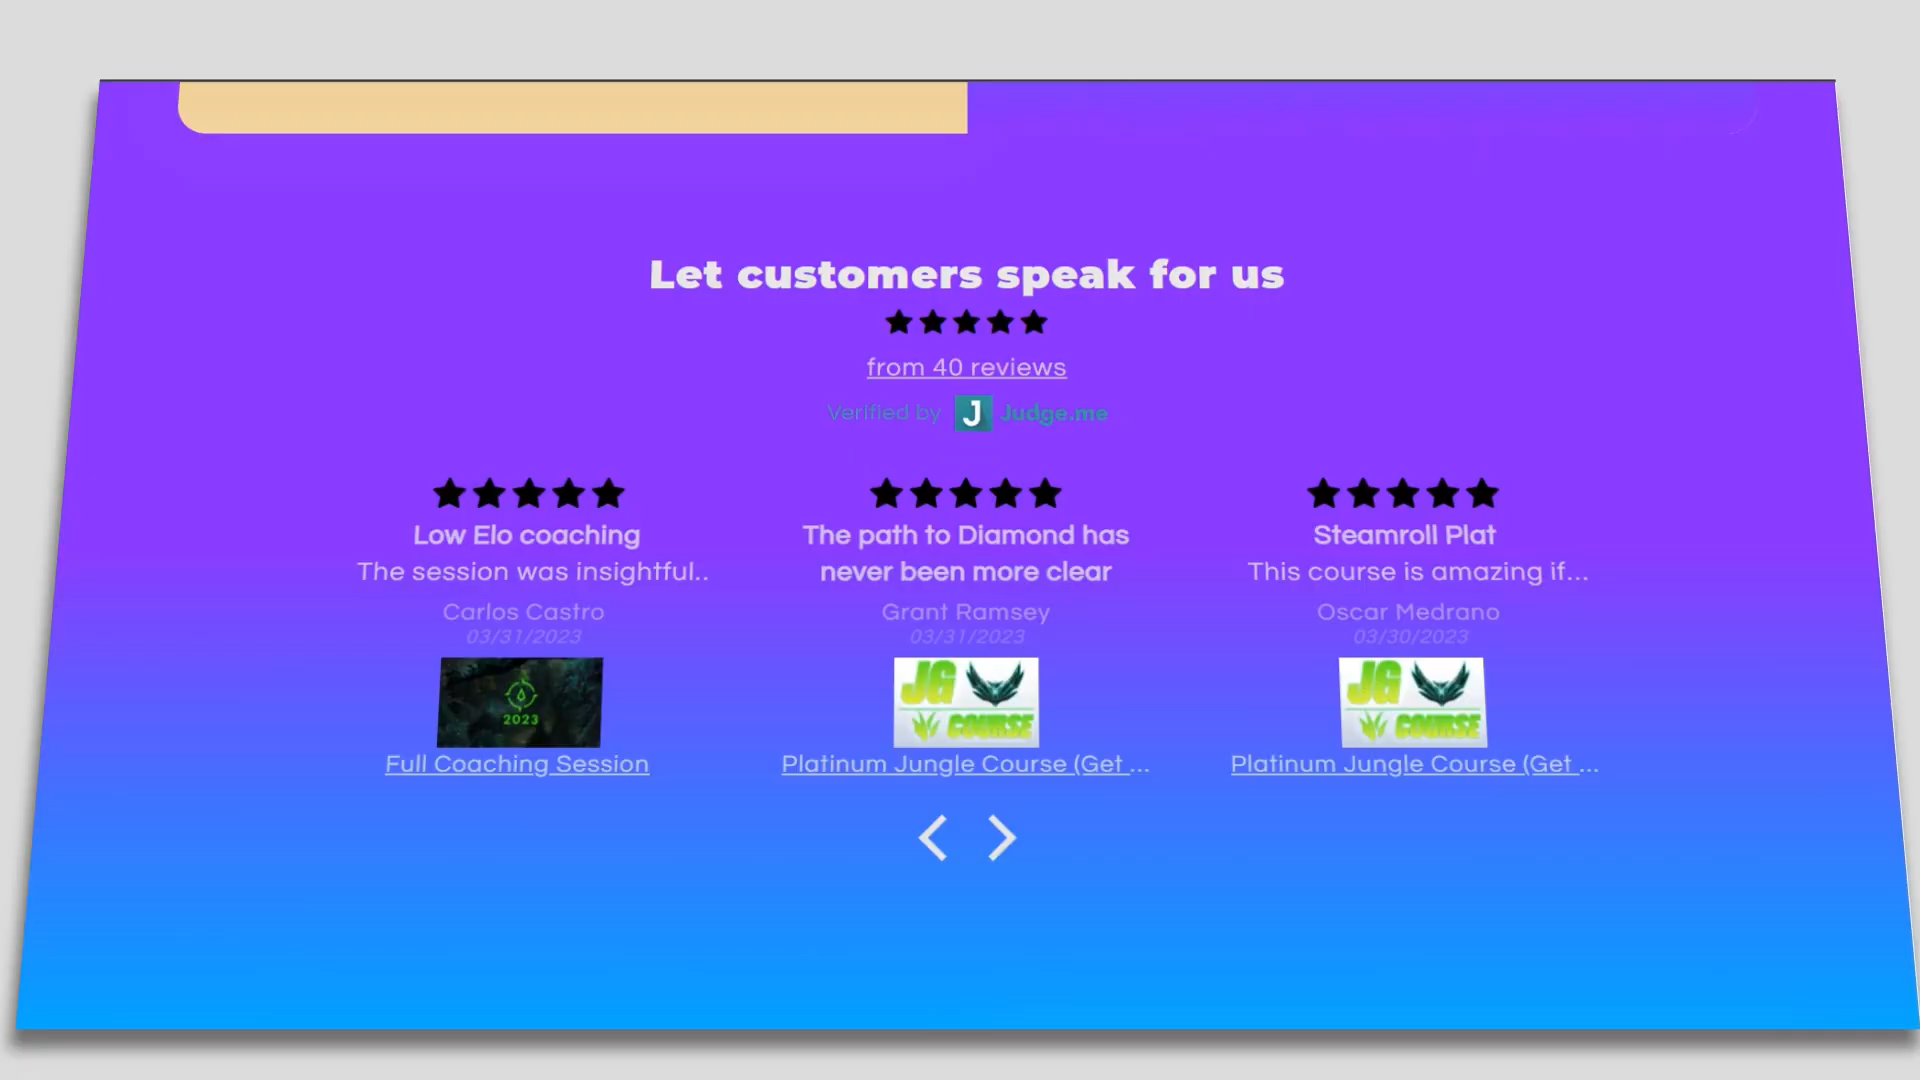 Let customers speak for us
from 40 reviews
Verified by J Judge.me
Low Elo coaching
The session was insightful..
Carlos Castro
03/31/2023
2023
Full Coaching Session
The path to Diamond has
never been more clear
Grant Ramsey
03/31/2023
JG
COURSE
Platinum Jungle Course (Get ...
Steamroll Plat
This course is amazing if...
Oscar Medrano
03/30/2023
JG
COURSE
Platinum Jungle Course (Get ...